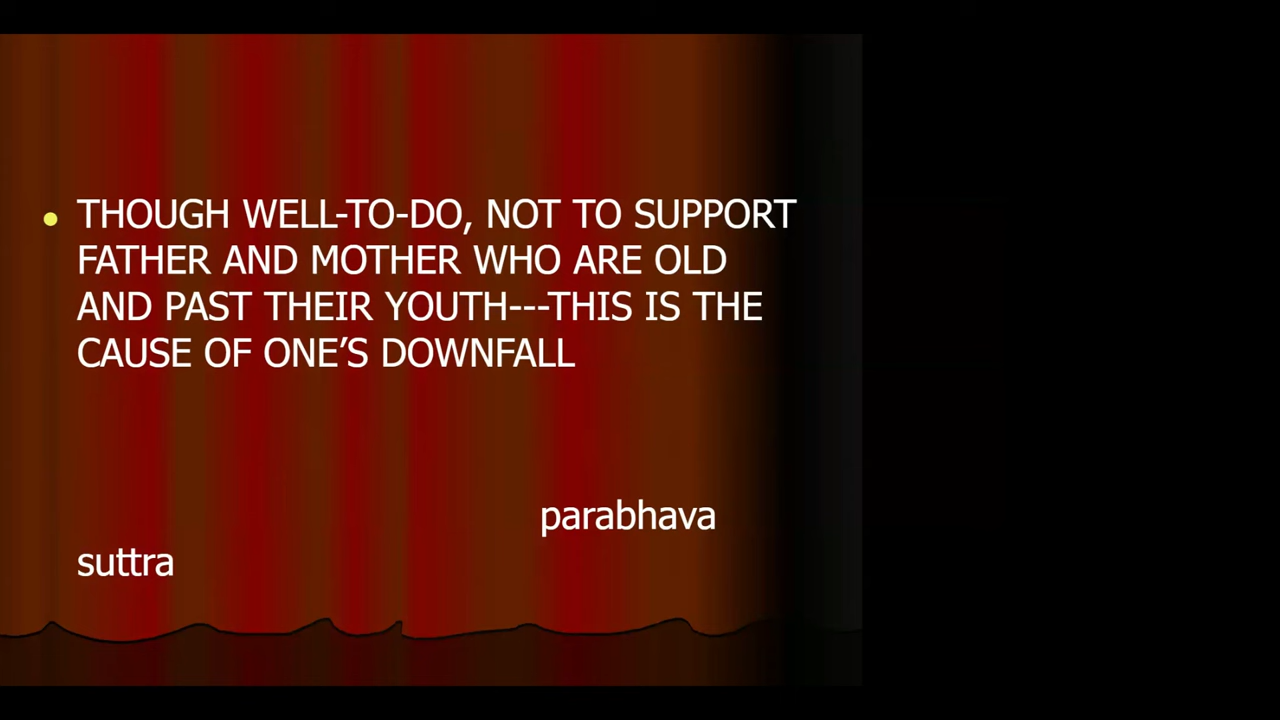 THOUGH WELL-TO-DO, NOT TO SUPPORT
FATHER AND MOTHER WHO ARE OLD
AND PAST THEIR YOUTH---THIS IS THE
CAUSE OF ONE’S DOWNFALL
parabhava
suttra